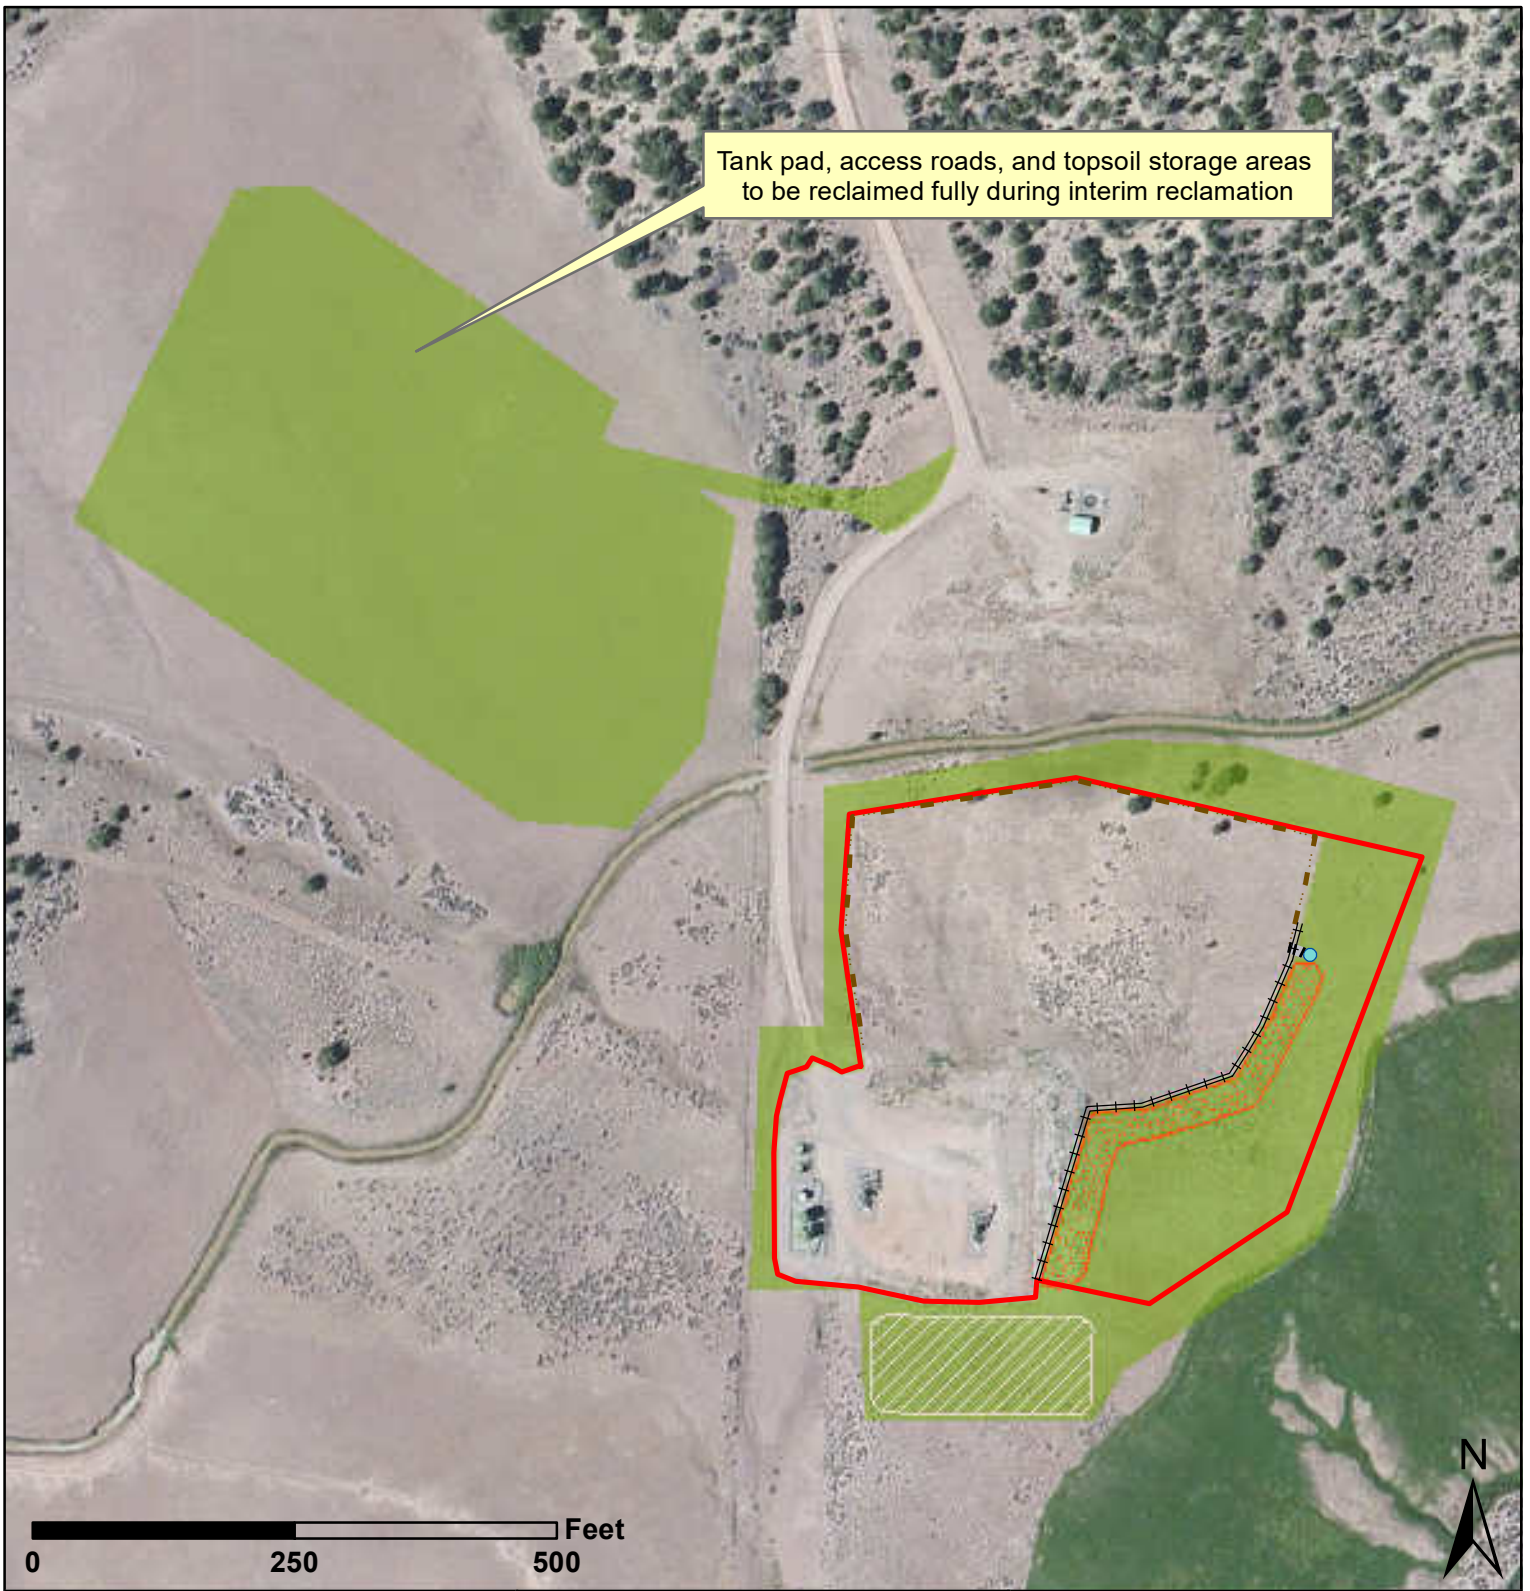 Tank pad, access roads, and topsoil storage areas
to be reclaimed fully during interim reclamation
N
Feet
0 250 500